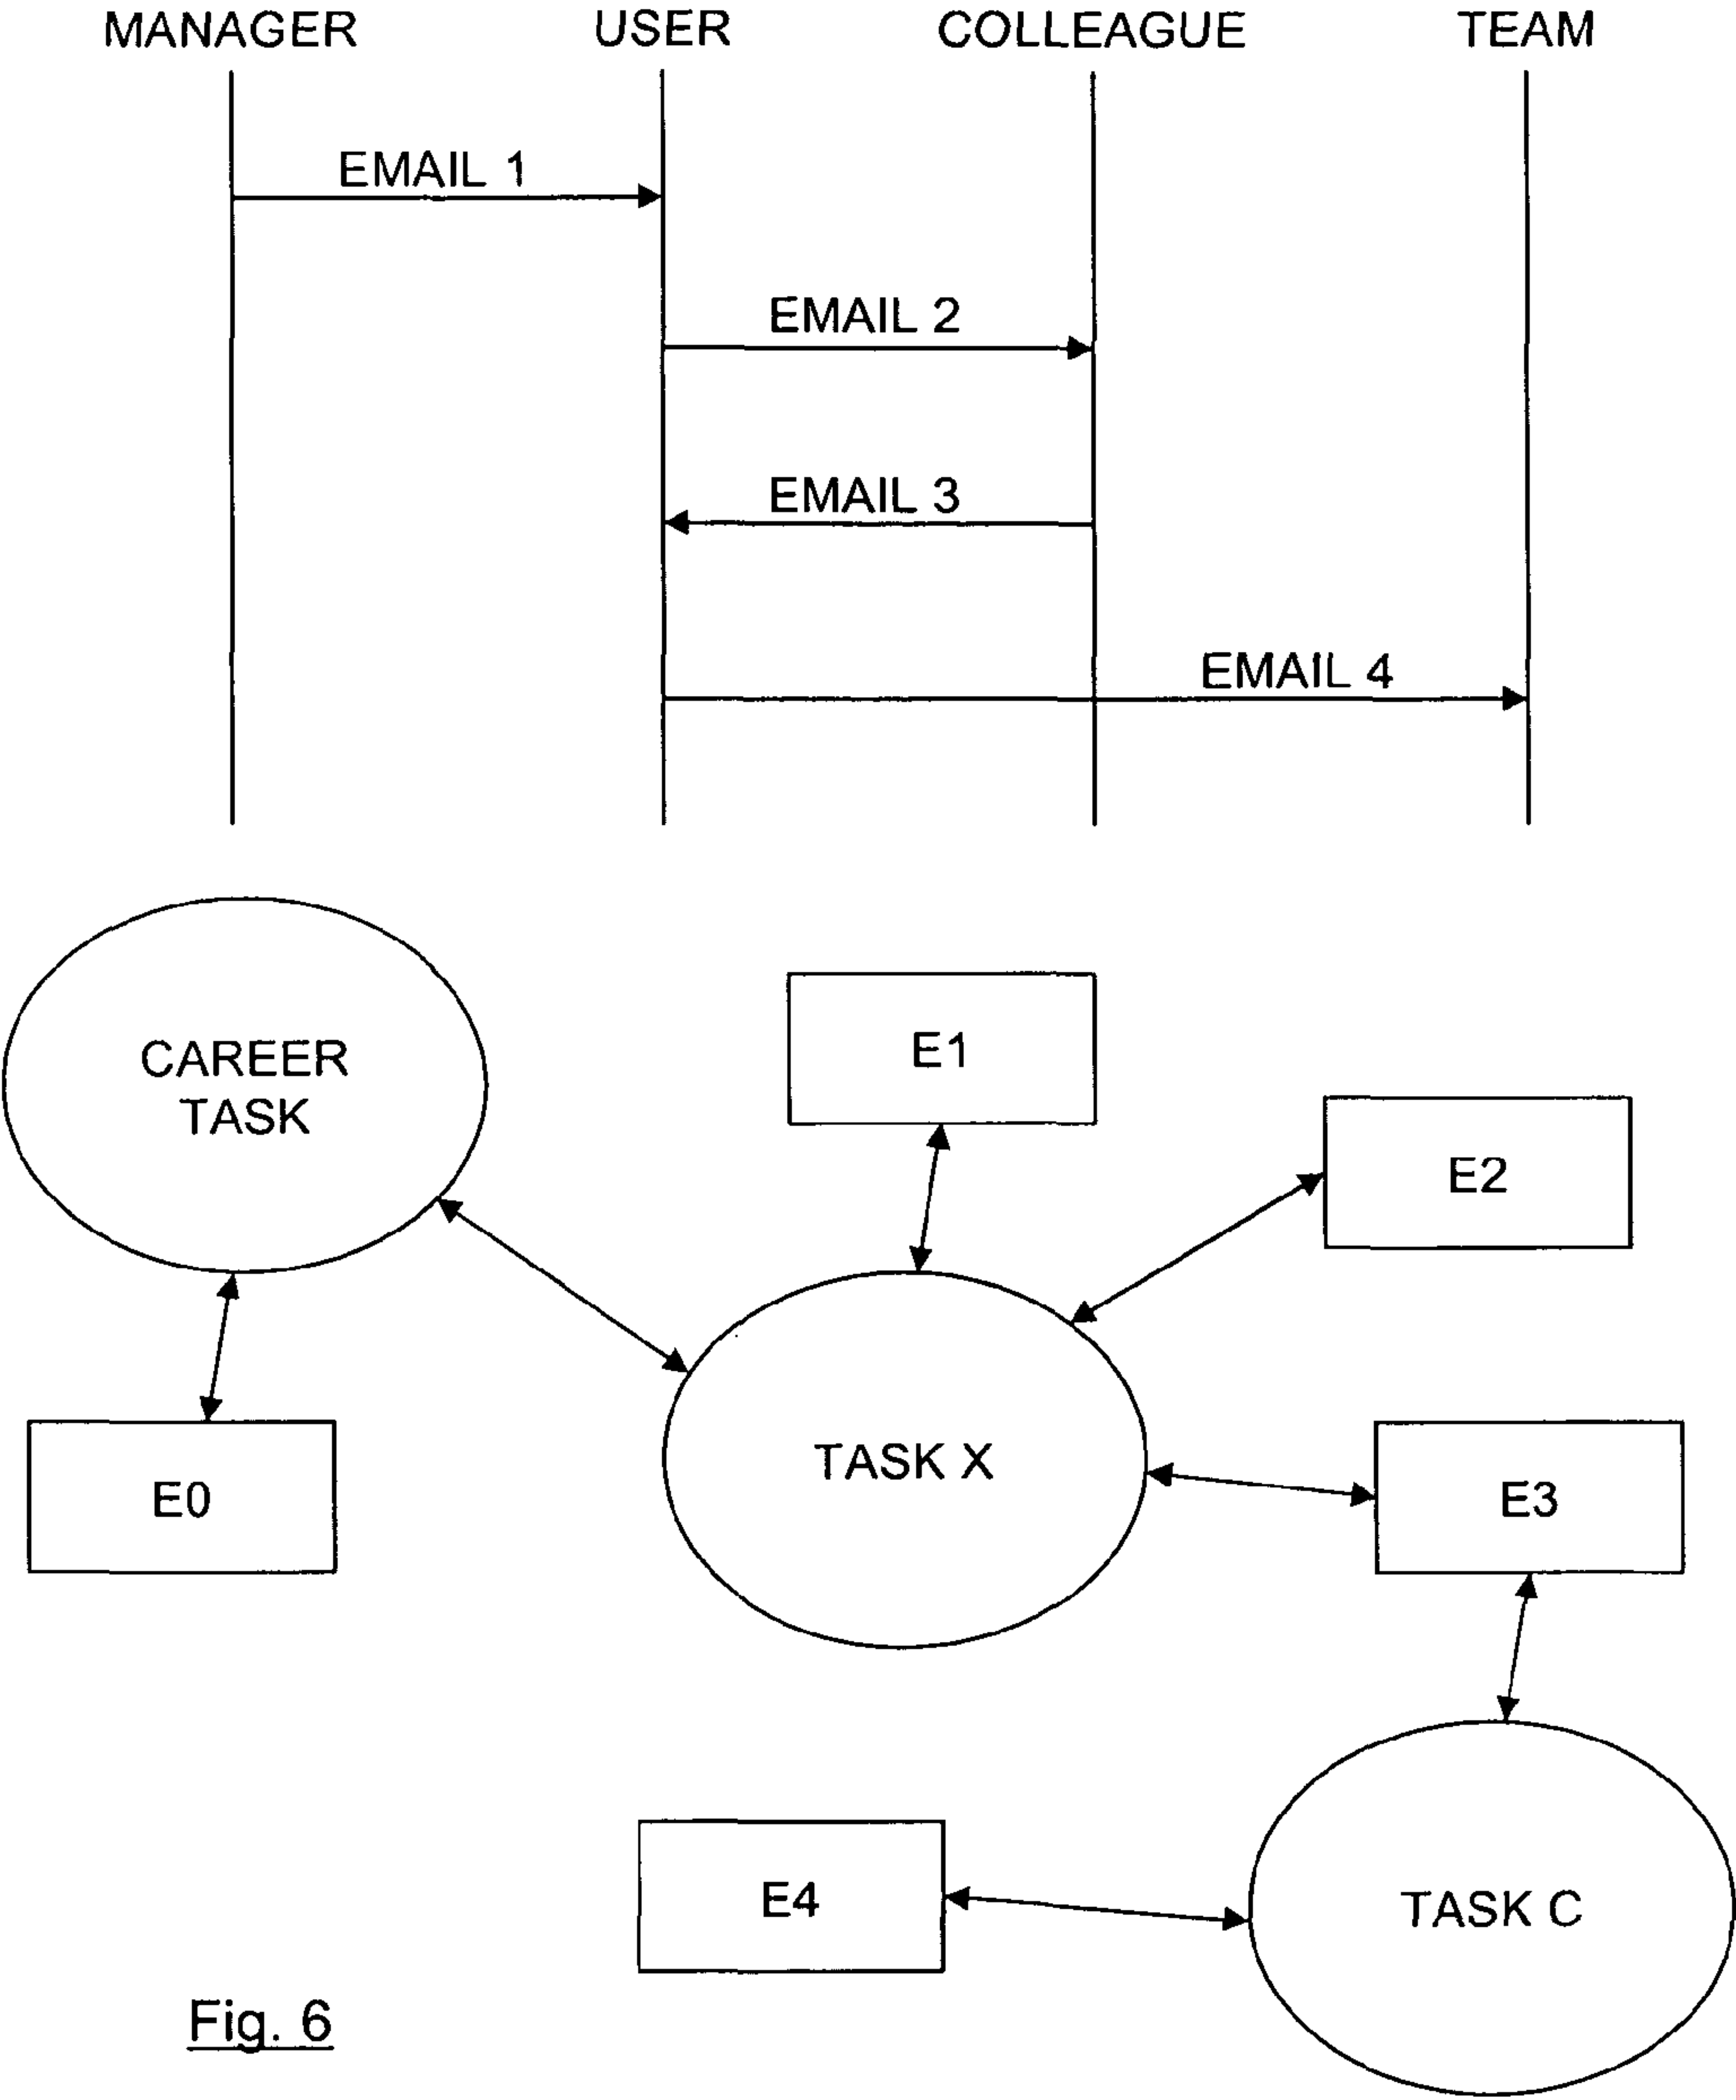 MANAGER USER COLLEAGUE TEAM
EMAIL 1
EMAIL 2
EMAIL 3
EMAIL 4
CAREER
TASK
E1
E2
E0
TASK X
E3
E4
TASK C
Fig. 6